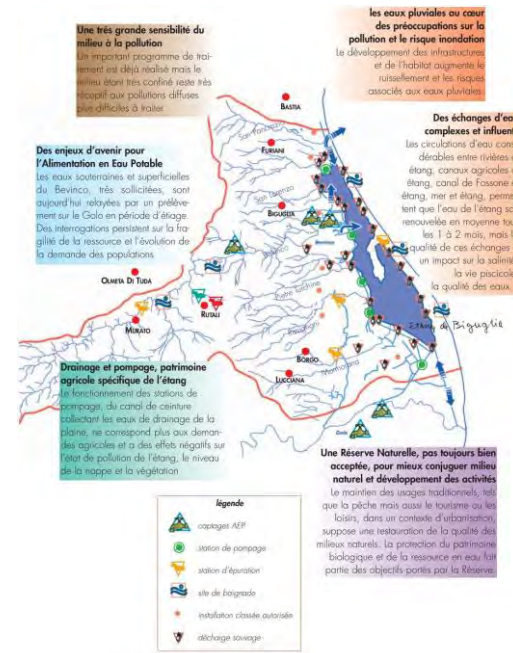 Une trés grande sensibilité du
milieu à la pollution
Un important programme de trai-
tement est déjà réalisé mais le
milieu étant très confiné reste très
réceptif aux pollutions diffuses
plus difficiles à traiter
les eaux pluviales au cœur
des préoccupations sur la
pollution et le risque inondation
Le développement des infrastructures
et de l'habitat augmente le
ruissellement et les risques
associés aux eaux pluviales.
Des échanges d'eau
complexes et influent
Les circulations d'eau cons
dérables entre rivières
étang, canaux agricoles
étang, canal de Fossone
étang, mer et étang, perme
tent que l'eau de l'étang so
renouvelée en moyenne tou
les 1 à 2 mois, mais
qualité de ces échanges
un impact sur la salinité
la vie piscicole
la qualité des eaux.
Des enjeux d'avenir pour
l'Alimentation en Eau Potable
Les eaux souterraines et superficielles
du Bevinco, très sollicitées, sont
aujourd'hui relayées par un prélève-
ment sur le Golo en période d'étiage.
Des interrogations persistent sur la fra-
gilité de la ressource et l'évolution de
la demande des populations
BASTIA
FURIANI
San Lorenzo
BIGUGLIA
OLMETA DI TUDA
RUTALI
MURATO
BORGO
LUCCIANA
Mormorana
Golo
Etang de Biguglia
Drainage et pompage, patrimoine
agricole spécifique de l'étang
Le fonctionnement des stations de
pompage, du canal de ceinture
collectant les eaux de drainage de la
plaine, ne correspond plus aux deman-
des agricoles et a des effets négatifs sur
l'état de pollution de l'étang, le niveau
de la nappe et la végétation
Une Réserve Naturelle, pas toujours bien
acceptée, pour mieux conjuguer milieu
naturel et développement des activités
Le maintien des usages traditionnels, tels
que la pêche mais aussi le tourisme ou les
loisirs, dans un contexte d'urbanisation,
suppose une restauration de la qualité des
milieux naturels. La protection du patrimoine
biologique et de la ressource en eau fait
partie des objectifs portés par la Réserve.
légende
captages AEP
station de pompage
station d'épuration
site de baignade
installation classée autorisée
décharge sauvage